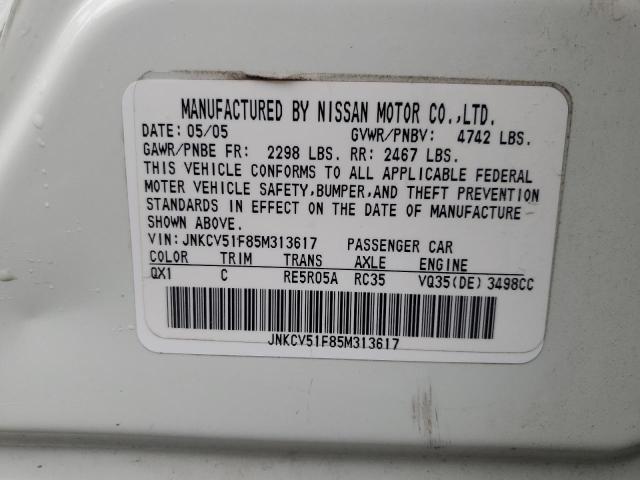 MANUFACTURED BY NISSAN MOTOR CO.,LTD.
DATE: 05/05 GVWR/PNBV: 4742 LBS.
GAWR/PNBE FR: 2298 LBS. RR: 2467 LBS.
THIS VEHICLE CONFORMS TO ALL APPLICABLE FEDERAL
MOTER VEHICLE SAFETY,BUMPER,AND THEFT PREVENTION
STANDARDS IN EFFECT ON THE DATE OF MANUFACTURE
SHOWN ABOVE.
VIN: JNKCV51F85M313617 PASSENGER CAR
COLOR TRIM TRANS AXLE ENGINE
QX1 C RE5R05A RC35 VQ35(DE) 3498CC
JNKCV51F85M313617